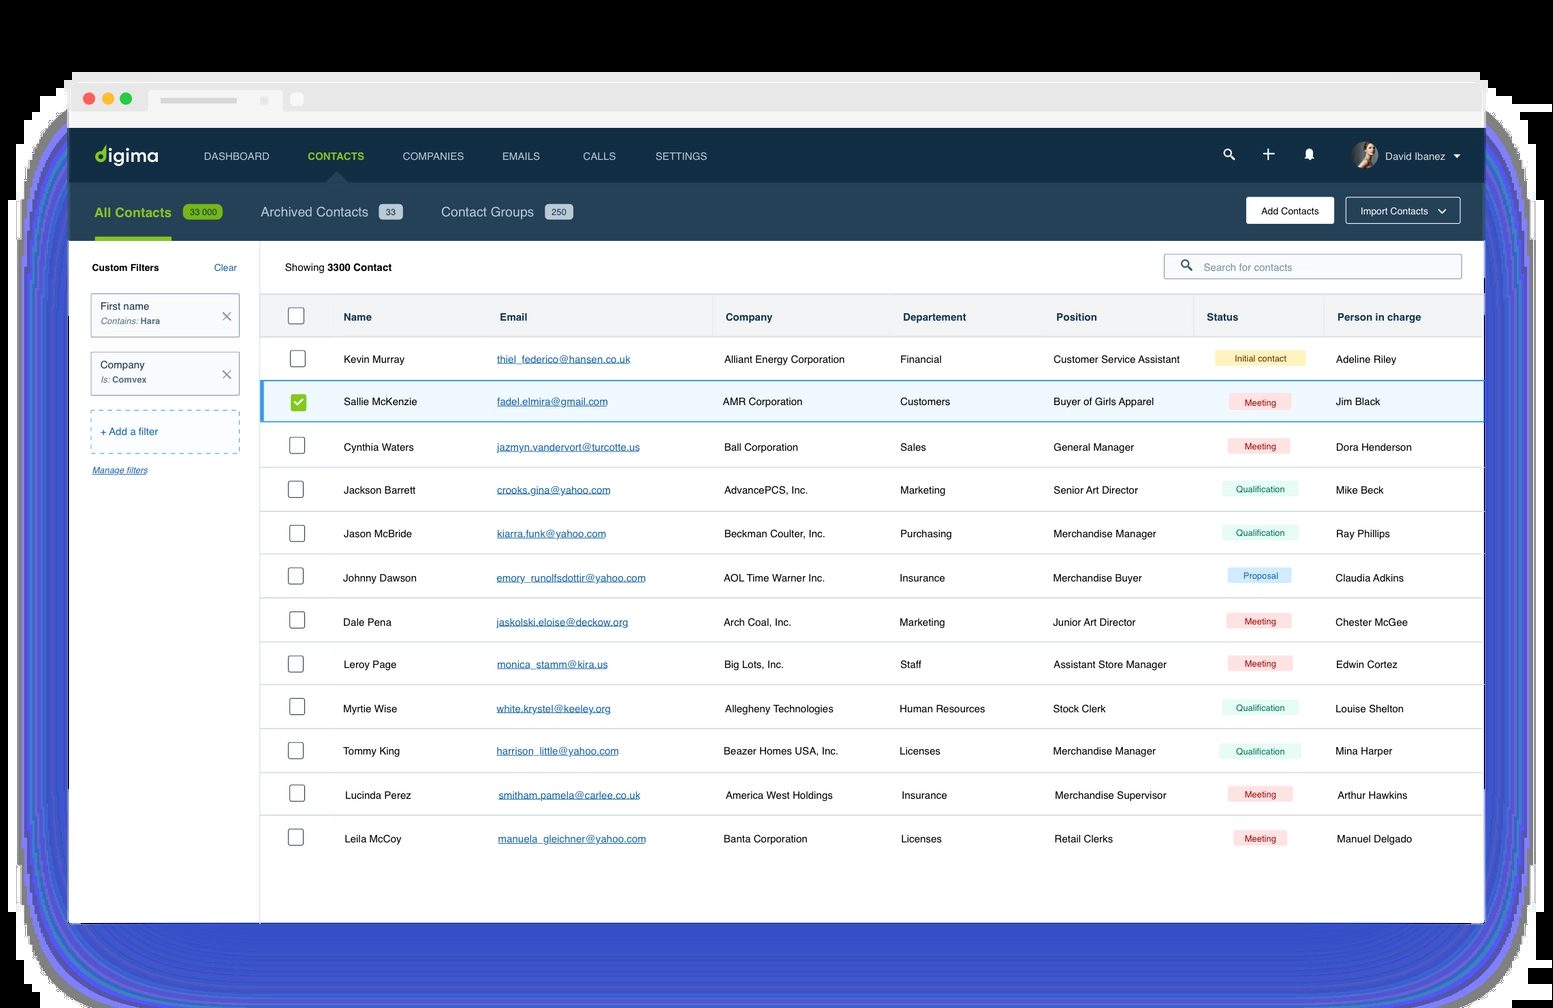 digima DASHBOARD CONTACTS COMPANIES EMAILS CALLS SETTINGS David Ibanez
All Contacts 33 000 Archived Contacts 33 Contact Groups 250 Add Contacts Import Contacts
Custom Filters Clear
First name
Contains: Hara
Company
Is: Comvex
+ Add a filter
Manage filters
Showing 3300 Contact Search for contacts
Name Email Company Departement Position Status Person in charge
Kevin Murray thiel_federico@hansen.co.uk Alliant Energy Corporation Financial Customer Service Assistant Initial contact Adeline Riley
Sallie McKenzie fadel.elmira@gmail.com AMR Corporation Customers Buyer of Girls Apparel Meeting Jim Black
Cynthia Waters jazmyn.vandervort@turcotte.us Ball Corporation Sales General Manager Meeting Dora Henderson
Jackson Barrett crooks.gina@yahoo.com AdvancePCS, Inc. Marketing Senior Art Director Qualification Mike Beck
Jason McBride kiarra.funk@yahoo.com Beckman Coulter, Inc. Purchasing Merchandise Manager Qualification Ray Phillips
Johnny Dawson emory_runolfsdottir@yahoo.com AOL Time Warner Inc. Insurance Merchandise Buyer Proposal Claudia Adkins
Dale Pena jaskolski.eloise@deckow.org Arch Coal, Inc. Marketing Junior Art Director Meeting Chester McGee
Leroy Page monica_stamm@kira.us Big Lots, Inc. Staff Assistant Store Manager Meeting Edwin Cortez
Myrtie Wise white.krystel@keeley.org Allegheny Technologies Human Resources Stock Clerk Qualification Louise Shelton
Tommy King harrison_little@yahoo.com Beazer Homes USA, Inc. Licenses Merchandise Manager Qualification Mina Harper
Lucinda Perez smitham.pamela@carlee.co.uk America West Holdings Insurance Merchandise Supervisor Meeting Arthur Hawkins
Leila McCoy manuela_gleichner@yahoo.com Banta Corporation Licenses Retail Clerks Meeting Manuel Delgado